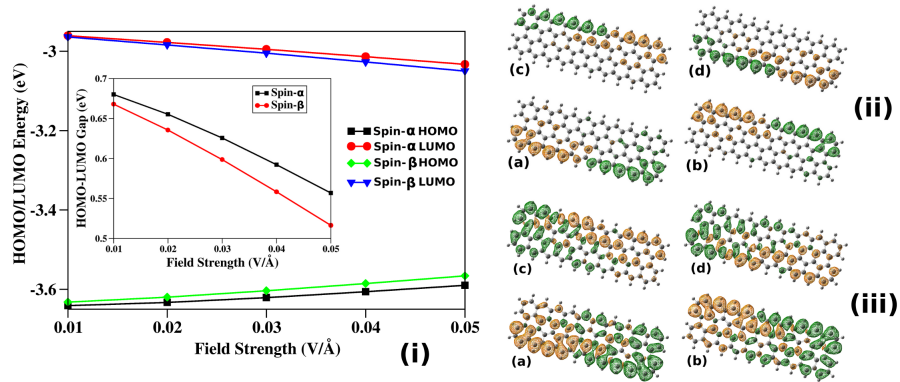 -3
-3.2
-3.4
-3.6
HOMO/LUMO Energy (eV)
0.01 0.02 0.03 0.04 0.05
Field Strength (V/Å)
(i)
0.7
0.65
0.6
0.55
0.5
HOMO-LUMO Gap (eV)
0.01 0.02 0.03 0.04 0.05
Field Strength (V/Å)
Spin-α
Spin-β
Spin-α HOMO
Spin-α LUMO
Spin-β HOMO
Spin-β LUMO
(c) (d)
(a) (b)
(ii)
(c) (d)
(a) (b)
(iii)